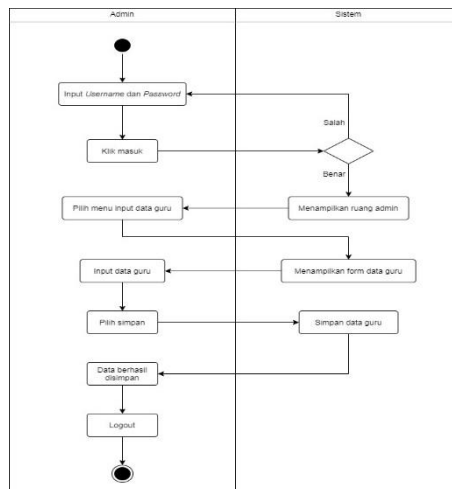 Admin
Sistem
Input Username dan Password
Salah
Klik masuk
Benar
Pilih menu input data guru
Menampilkan ruang admin
Input data guru
Menampilkan form data guru
Pilih simpan
Simpan data guru
Data berhasil
disimpan
Logout